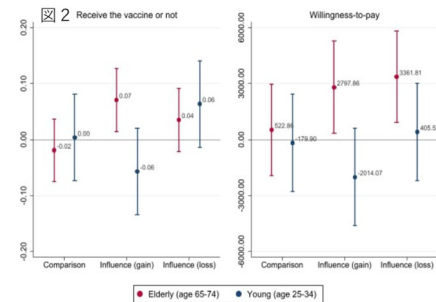 図2 Receive the vaccine or not
Willingness-to-pay
0.20
0.10
0.00
-0.10
-0.20
-0.02
0.00
0.07
-0.06
0.04
0.06
Comparison
Influence (gain)
Influence (loss)
6000.00
3000.00
0.00
-3000.00
-6000.00
522.86
-179.90
2797.86
-2014.07
3361.81
405.5
Comparison
Influence (gain)
Influence (loss)
Elderly (age 65-74)
Young (age 25-34)